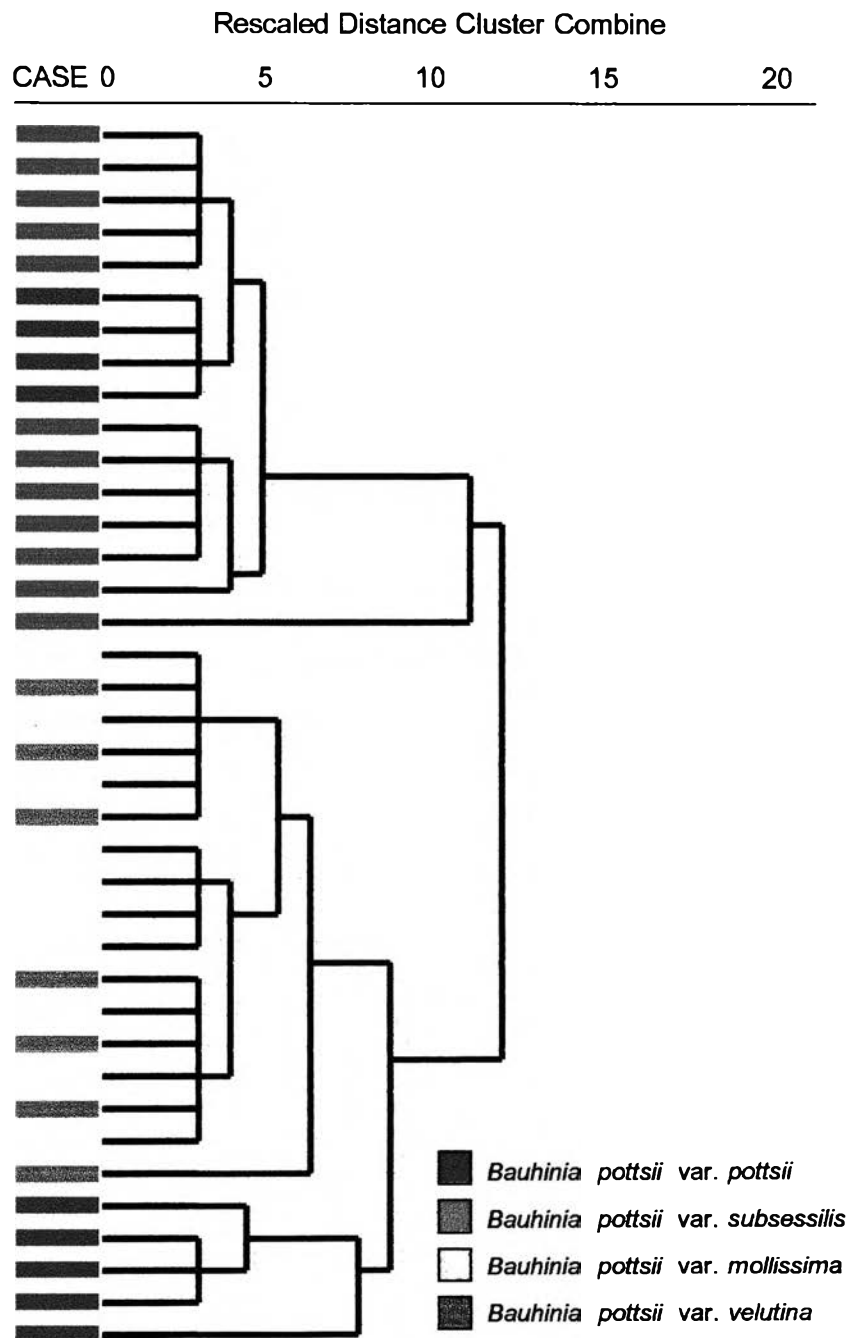 Rescaled Distance Cluster Combine
CASE 0 5 10 15 20
Bauhinia pottsii var. pottsii
Bauhinia pottsii var. subsessilis
Bauhinia pottsii var. mollissima
Bauhinia pottsii var. velutina